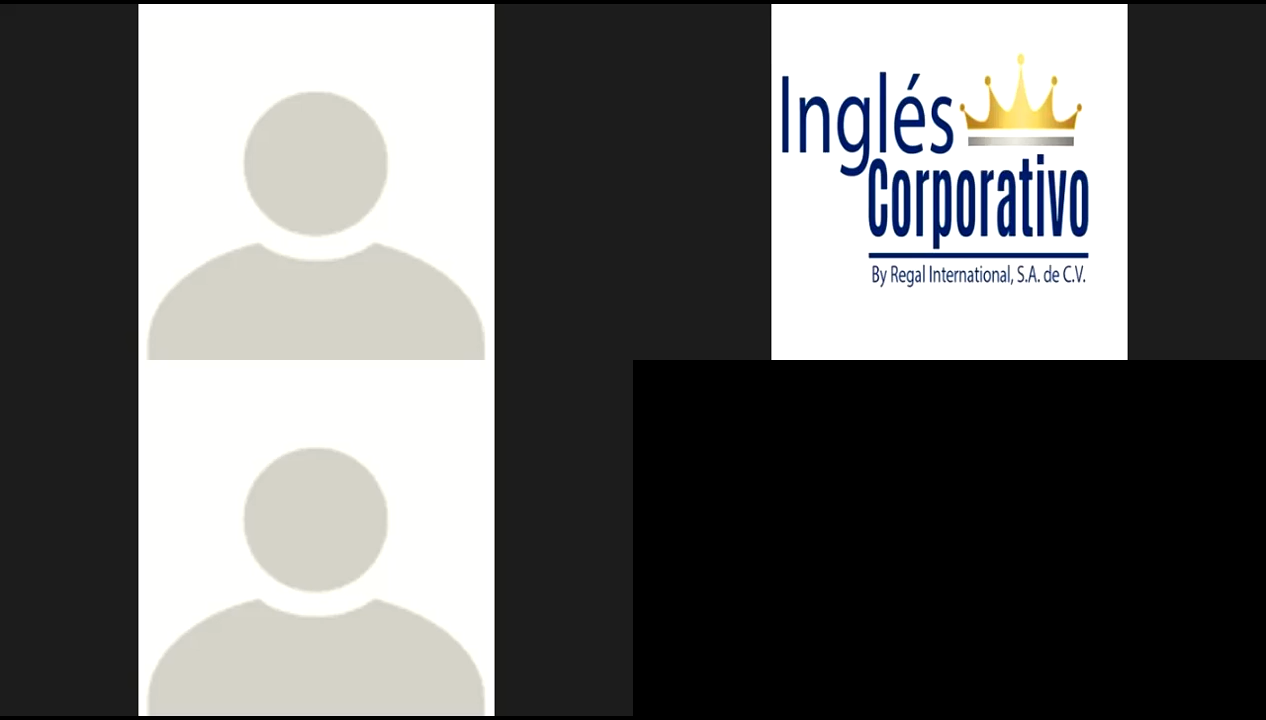 Inglés
Corporativo
By Regal International, S.A. de C.V.